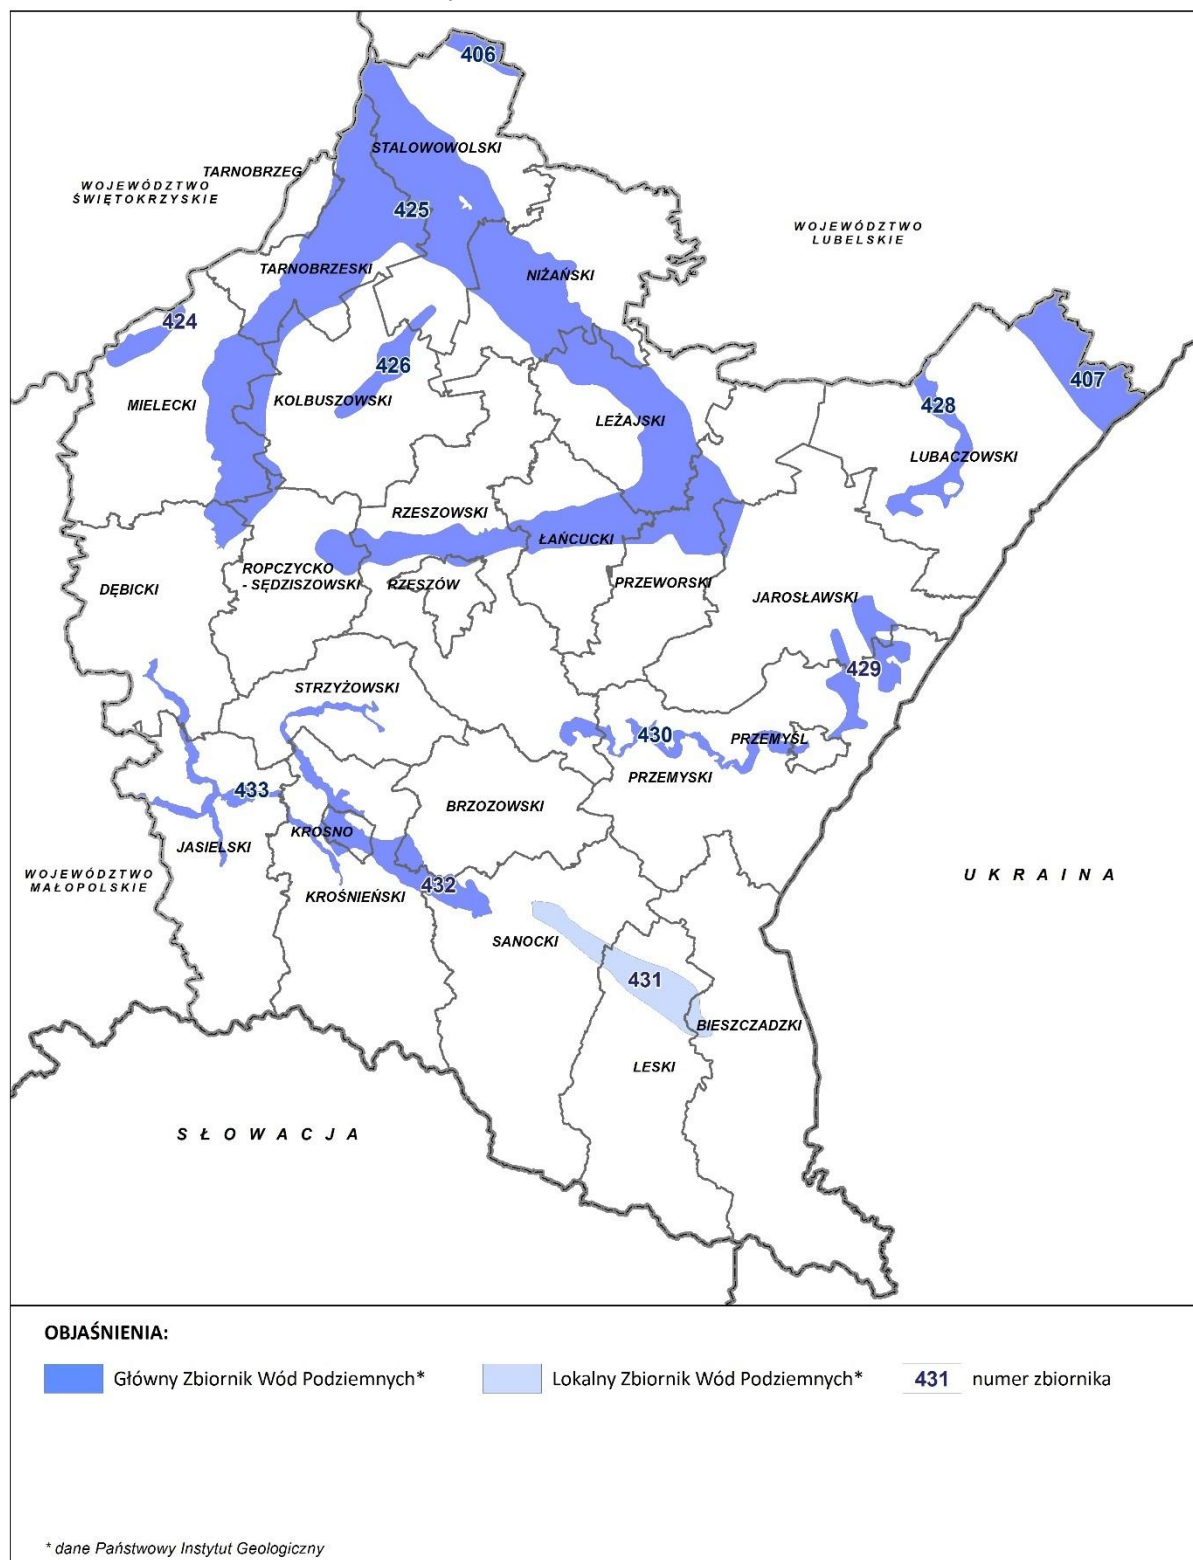 406
STALOWOWOLSKI
TARNOBRZEG
WOJEWÓDZTWO
ŚWIĘTOKRZYSKIE
425
WOJEWÓDZTWO
LUBELSKIE
TARNOBRZESKI
NIŻAŃSKI
424
426
407
MIELECKI
KOLBUSZOWSKI
428
LEŻAJSKI
LUBACZOWSKI
RZESZOWSKI
ŁAŃCUCKI
ROPCZYCKO
- SĘDZISZOWSKI
DĘBICKI
RZESZÓW
PRZEWORSKI
JAROSŁAWSKI
429
STRZYŻOWSKI
430
PRZEMYŚL
PRZEMYSKI
433
BRZOZOWSKI
KROSNO
JASIELSKI
WOJEWÓDZTWO
MAŁOPOLSKIE
432
KROŚNIEŃSKI
UKRAINA
SANOCKI
431
BIESZCZADZKI
LESKI
SŁOWACJA
OBJAŚNIENIA:
Główny Zbiornik Wód Podziemnych*
Lokalny Zbiornik Wód Podziemnych*
431 numer zbiornika
* dane Państwowy Instytut Geologiczny